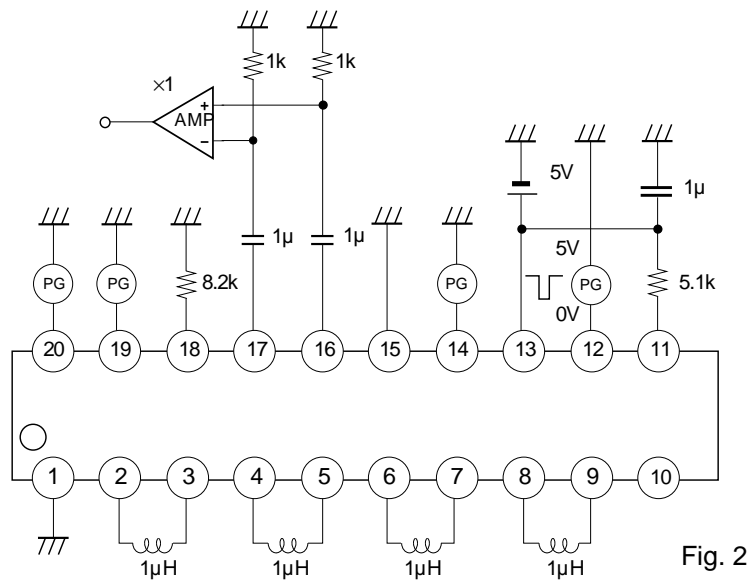 1k 1k
×1
+
AMP
−
5V
1µ
1µ 1µ
5V
PG PG 8.2k PG PG 5.1k
0V
20 19 18 17 16 15 14 13 12 11
1 2 3 4 5 6 7 8 9 10
1µH 1µH 1µH 1µH
Fig. 2